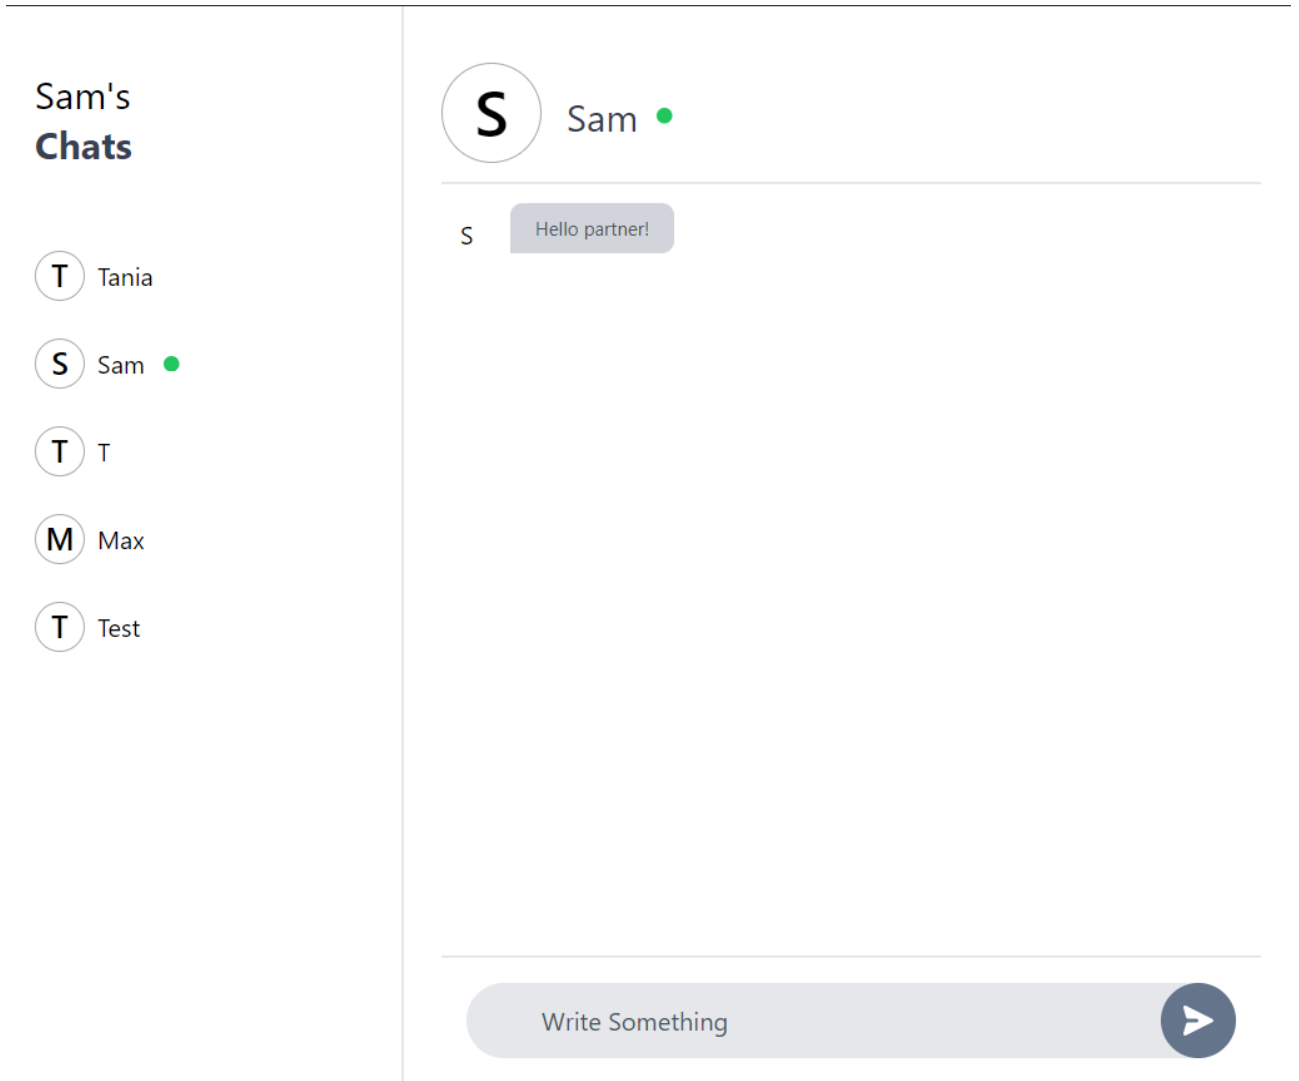 Sam's
Chats
T Tania
S Sam
T T
M Max
T Test
S Sam
S Hello partner!
Write Something